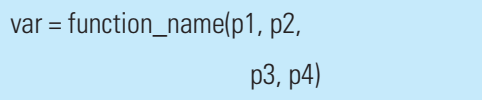 var = function_name(p1, p2,
p3, p4)